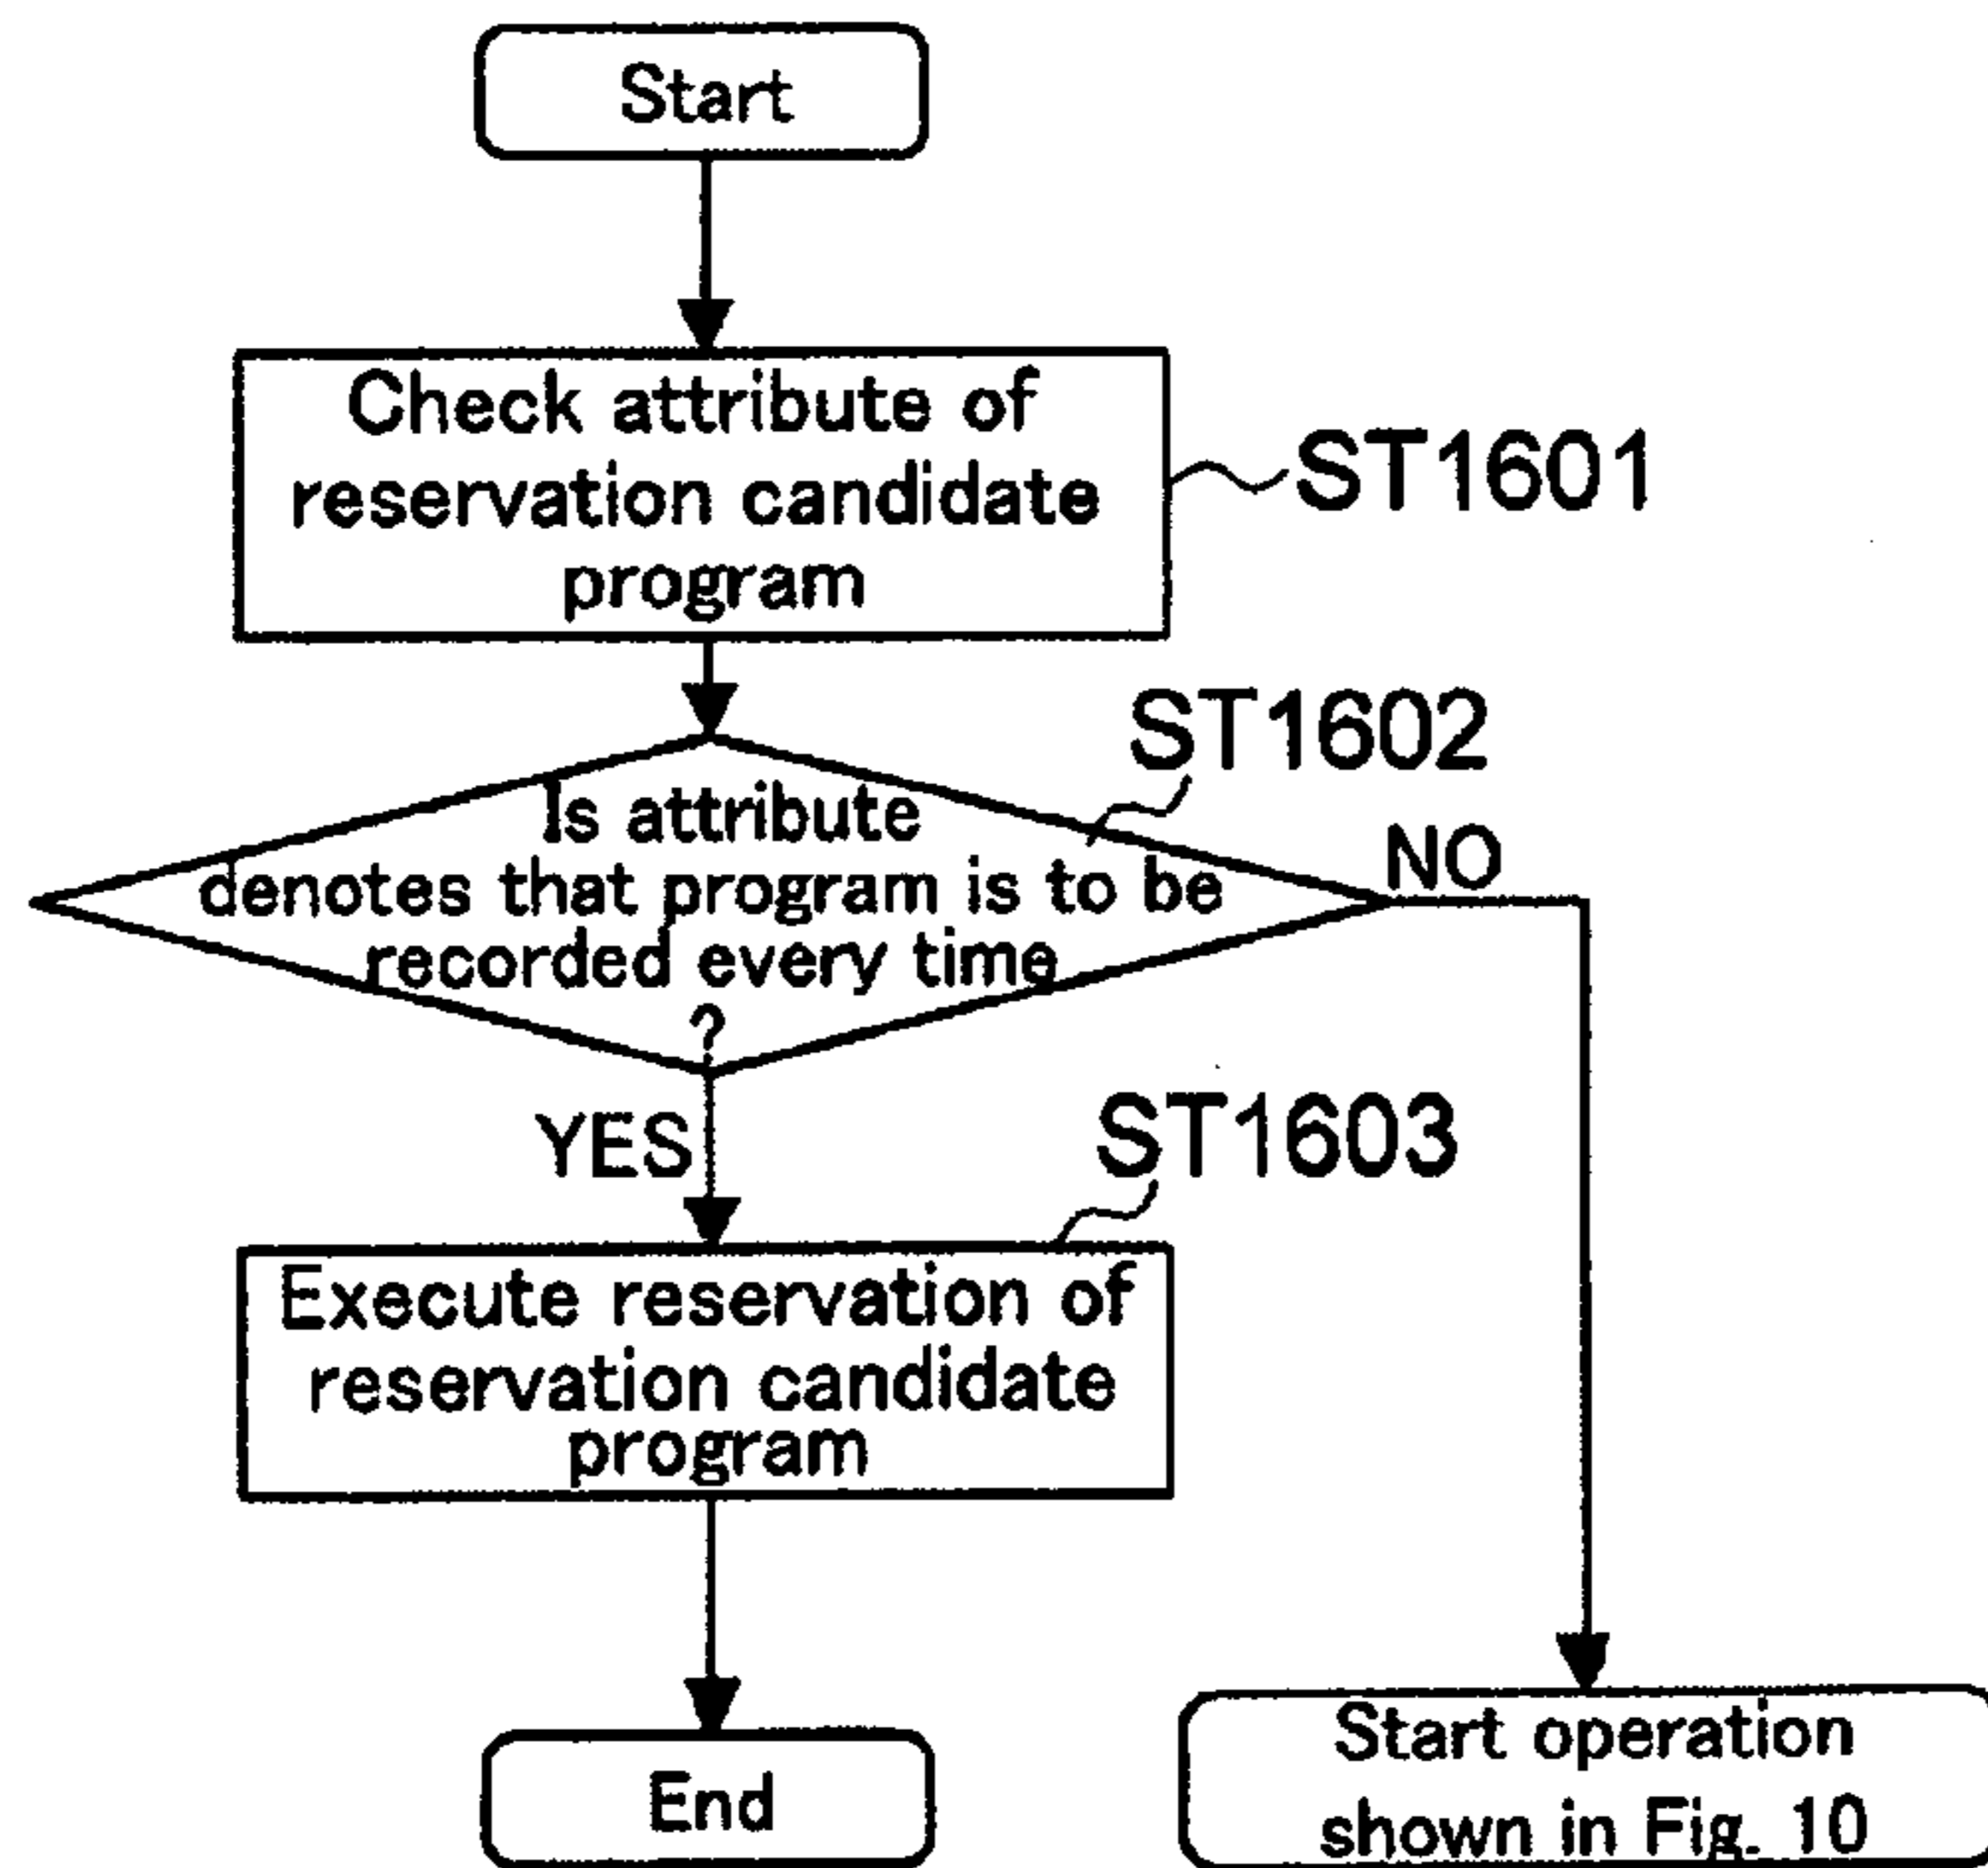 Start
Check attribute of
reservation candidate
program
ST1601
ST1602
Is attribute
denotes that program is to be
recorded every time
?
NO
YES
ST1603
Execute reservation of
reservation candidate
program
End
Start operation
shown in Fig. 10